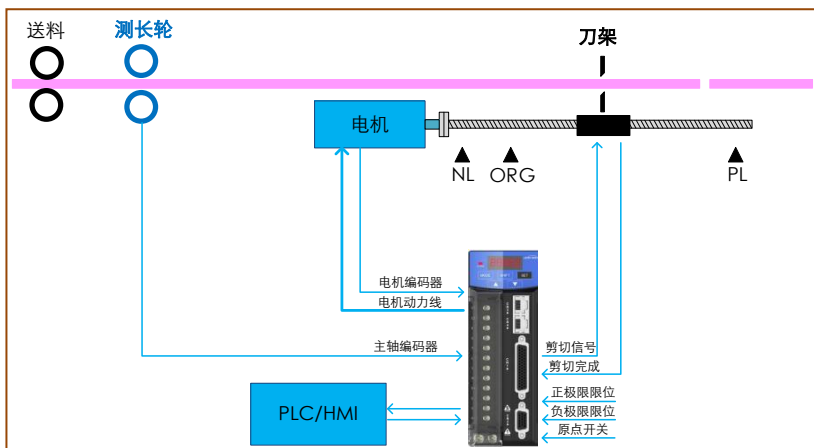 送料
测长轮
刀架
电机
NL
ORG
PL
电机编码器
电机动力线
主轴编码器
剪切信号
剪切完成
正极限限位
负极限限位
原点开关
PLC/HMI